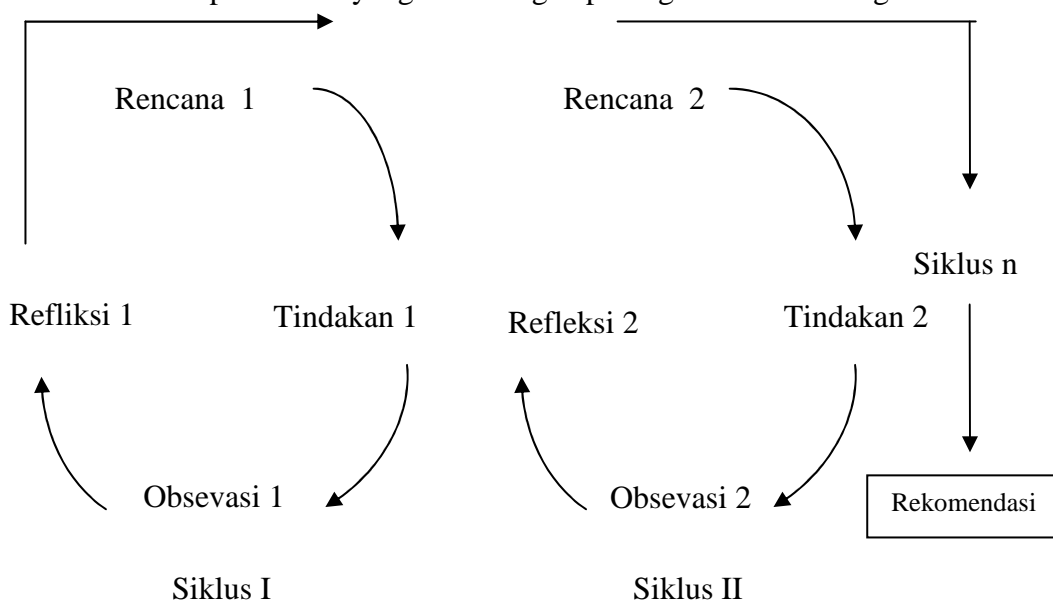 Rencana 1
Rencana 2
Siklus n
Refliksi 1
Tindakan 1
Refleksi 2
Tindakan 2
Obsevasi 1
Obsevasi 2
Rekomendasi
Siklus I
Siklus II